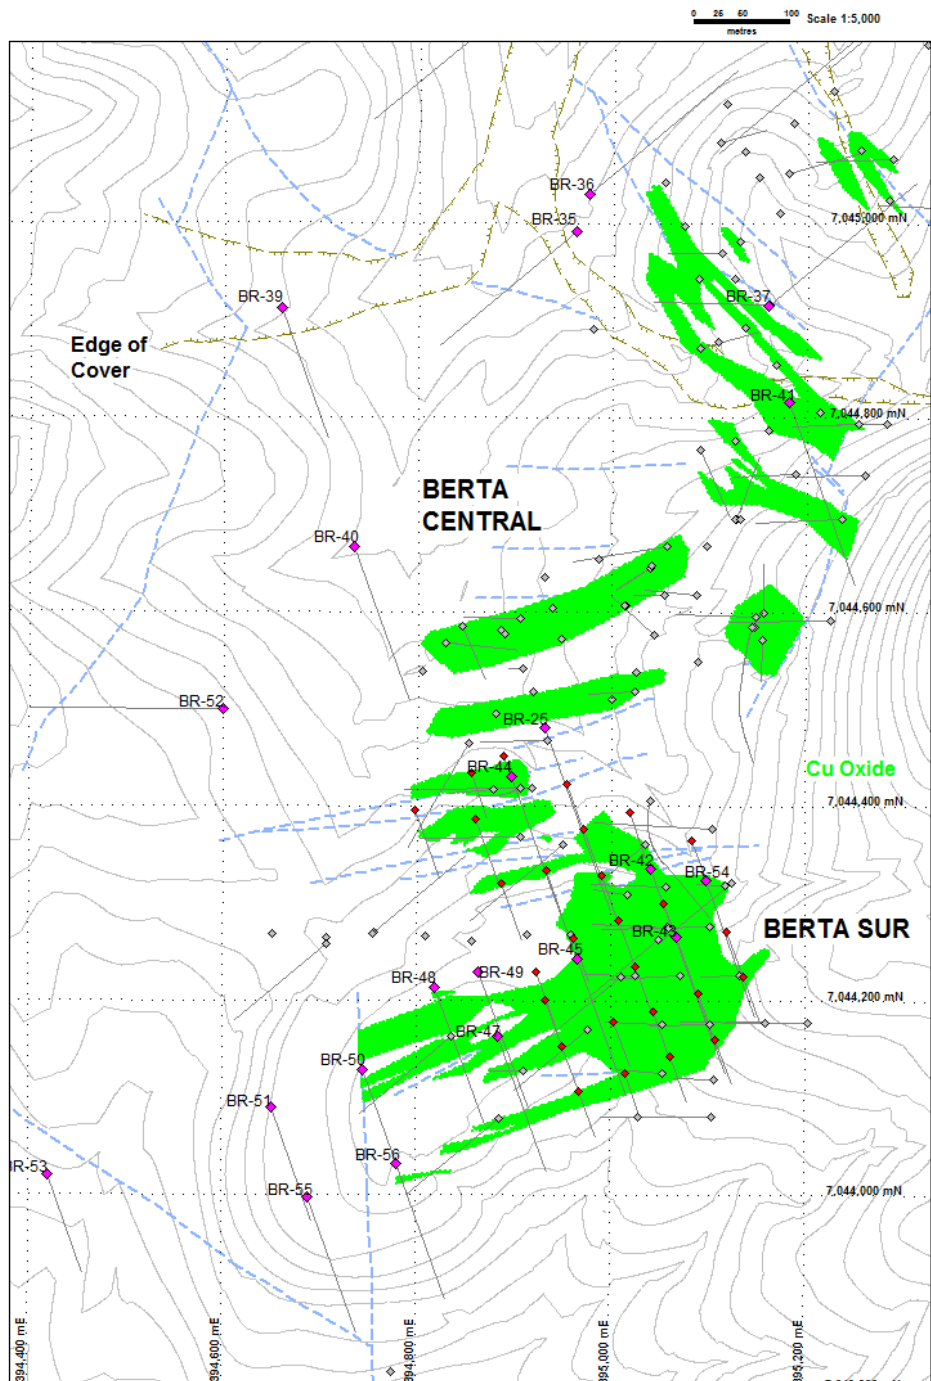 0 25 50 100 Scale 1:5,000
metres
BR-36
BR-35
7,045,000 mN
BR-39
BR-37
Edge of
Cover
BR-41
7,044,800 mN
BERTA
CENTRAL
BR-40
7,044,600 mN
BR-52
BR-25
BR-44
Cu Oxide
7,044,400 mN
BR-42
BR-54
BERTA SUR
BR-43
BR-45
BR-48
BR-49
7,044,200 mN
BR-47
BR-50
BR-51
BR-56
BR-53
BR-55
7,044,000 mN
394,400 mE
394,600 mE
394,800 mE
395,000 mE
395,200 mE